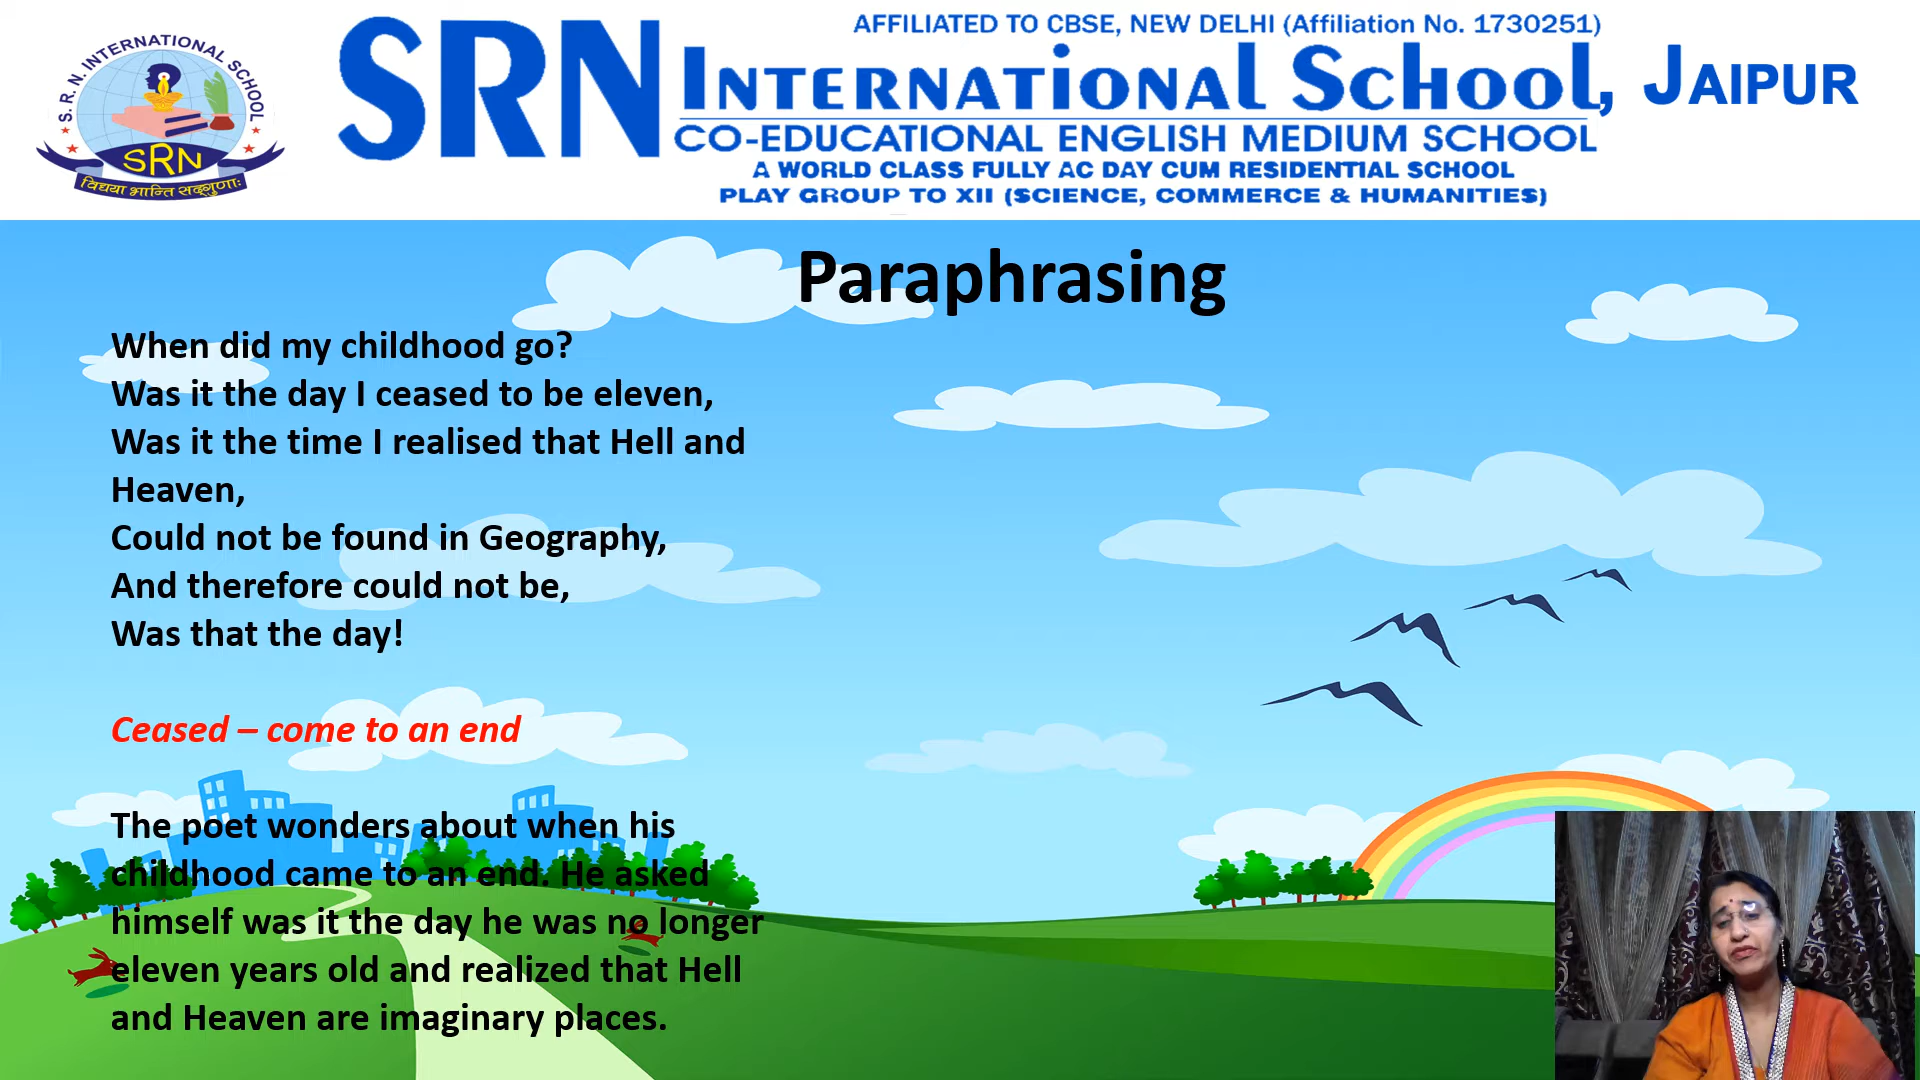 S. R. N. INTERNATIONAL SCHOOL
SRN
विद्यया भान्ति सद्गुणाः
AFFILIATED TO CBSE, NEW DELHI (Affiliation No. 1730251)
SRN INTERNATIONAL SCHOOL, JAIPUR
CO-EDUCATIONAL ENGLISH MEDIUM SCHOOL
A WORLD CLASS FULLY AC DAY CUM RESIDENTIAL SCHOOL
PLAY GROUP TO XII (SCIENCE, COMMERCE & HUMANITIES)
Paraphrasing
When did my childhood go?
Was it the day I ceased to be eleven,
Was it the time I realised that Hell and
Heaven,
Could not be found in Geography,
And therefore could not be,
Was that the day!
Ceased – come to an end
The poet wonders about when his
childhood came to an end. He asked
himself was it the day he was no longer
eleven years old and realized that Hell
and Heaven are imaginary places.